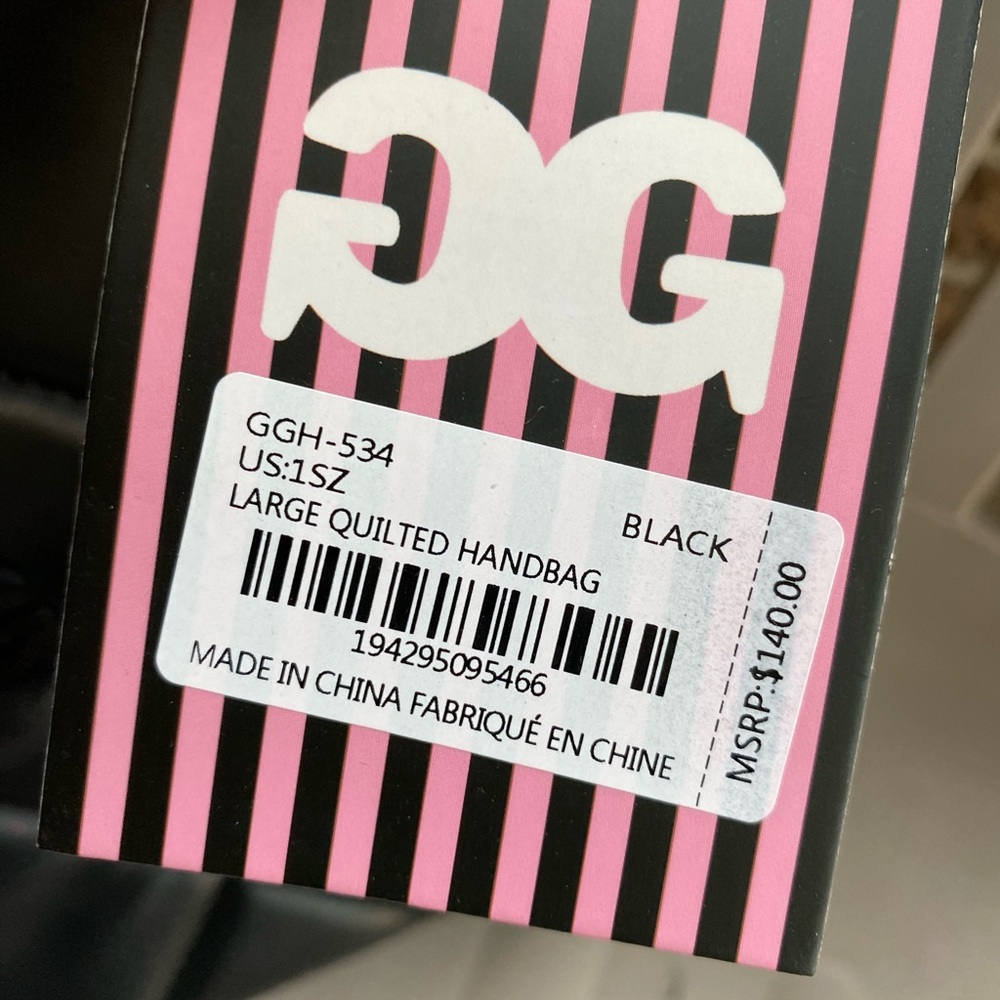 GG
GGH-534
US:1SZ
LARGE QUILTED HANDBAG
BLACK
194295095466
MADE IN CHINA FABRIQUÉ EN CHINE
MSRP:$140.00